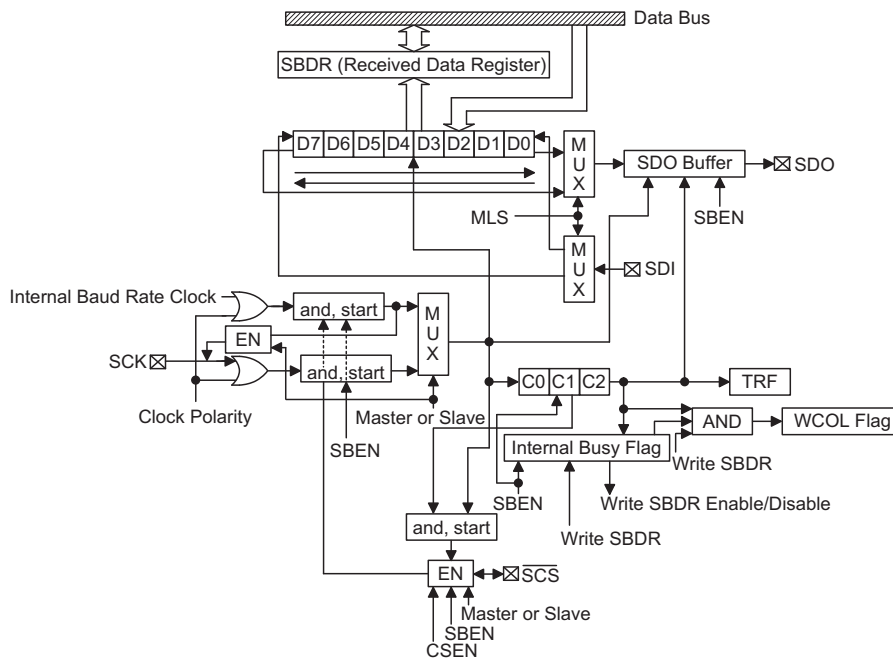 Data Bus
SBDR (Received Data Register)
D7 D6 D5 D4 D3 D2 D1 D0
MUX
SDO Buffer
SDO
MLS
SBEN
MUX
SDI
Internal Baud Rate Clock
and, start
MUX
EN
SCK
and, start
Clock Polarity
Master or Slave
SBEN
C0 C1 C2
TRF
AND
WCOL Flag
Internal Busy Flag
Write SBDR
SBEN
Write SBDR Enable/Disable
and, start
Write SBDR
EN
SCS
Master or Slave
SBEN
CSEN